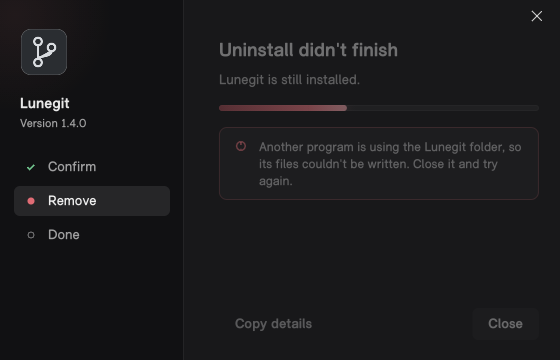 Lunegit
Version 1.4.0
Confirm
Remove
Done
Uninstall didn't finish
Lunegit is still installed.
Another program is using the Lunegit folder, so
its files couldn't be written. Close it and try
again.
Copy details
Close